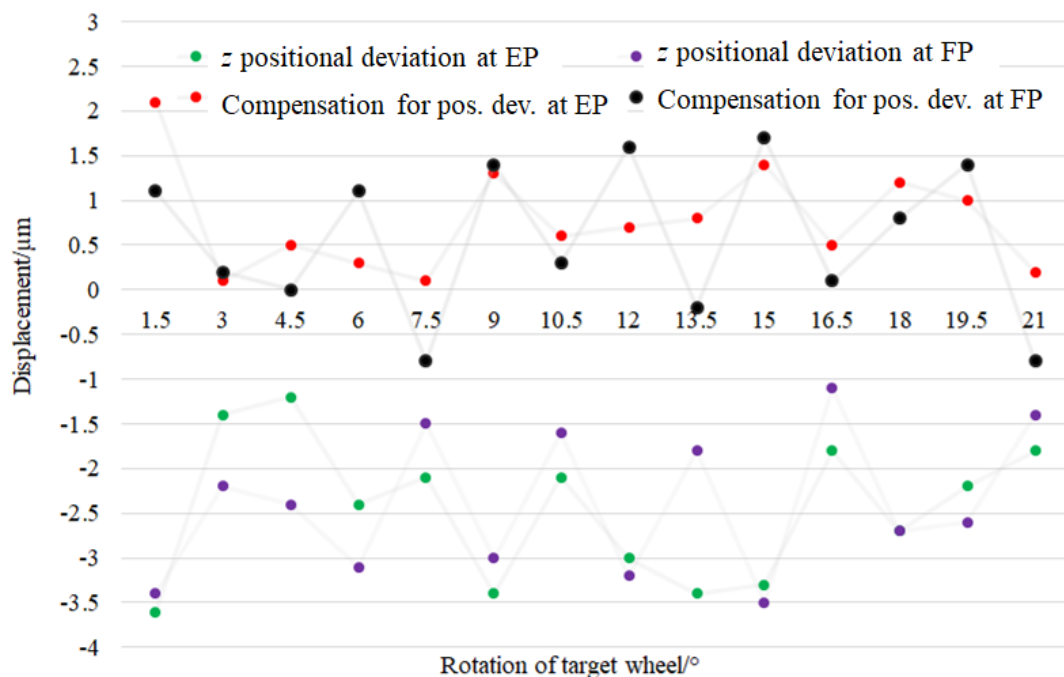 3
2.5
z positional deviation at EP
z positional deviation at FP
2
Compensation for pos. dev. at EP
Compensation for pos. dev. at FP
1.5
1
0.5
0
1.5 3 4.5 6 7.5 9 10.5 12 13.5 15 16.5 18 19.5 21
-0.5
-1
-1.5
-2
-2.5
-3
-3.5
-4
Displacement/μm
Rotation of target wheel/°